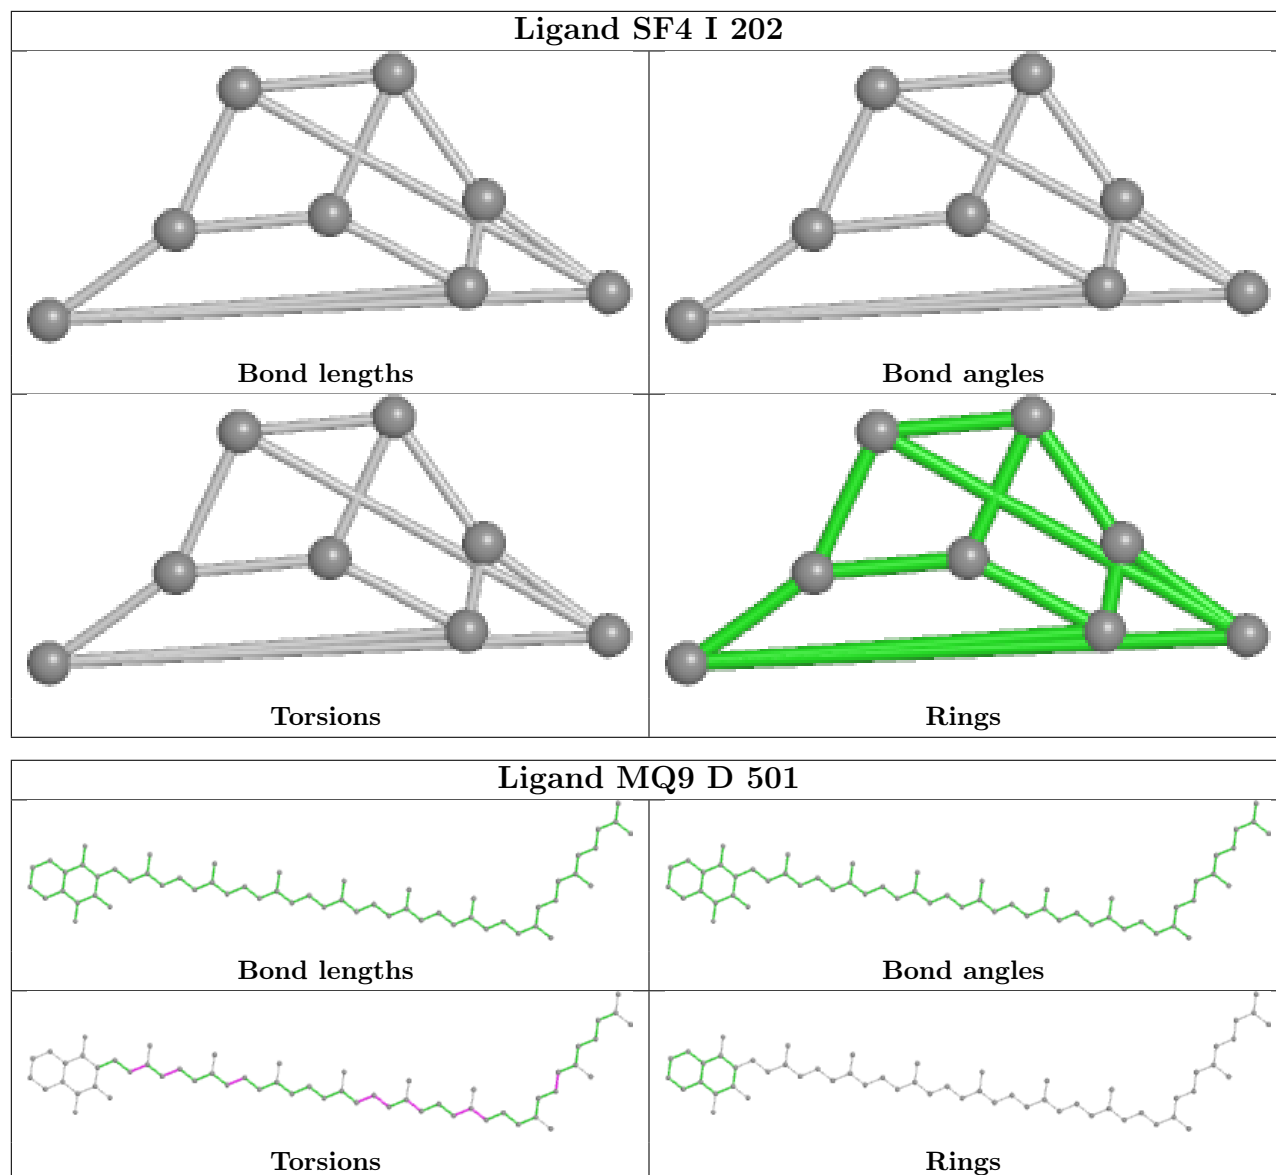 Ligand SF4 I 202
Bond lengths
Bond angles
Torsions
Rings
Ligand MQ9 D 501
Bond lengths
Bond angles
Torsions
Rings